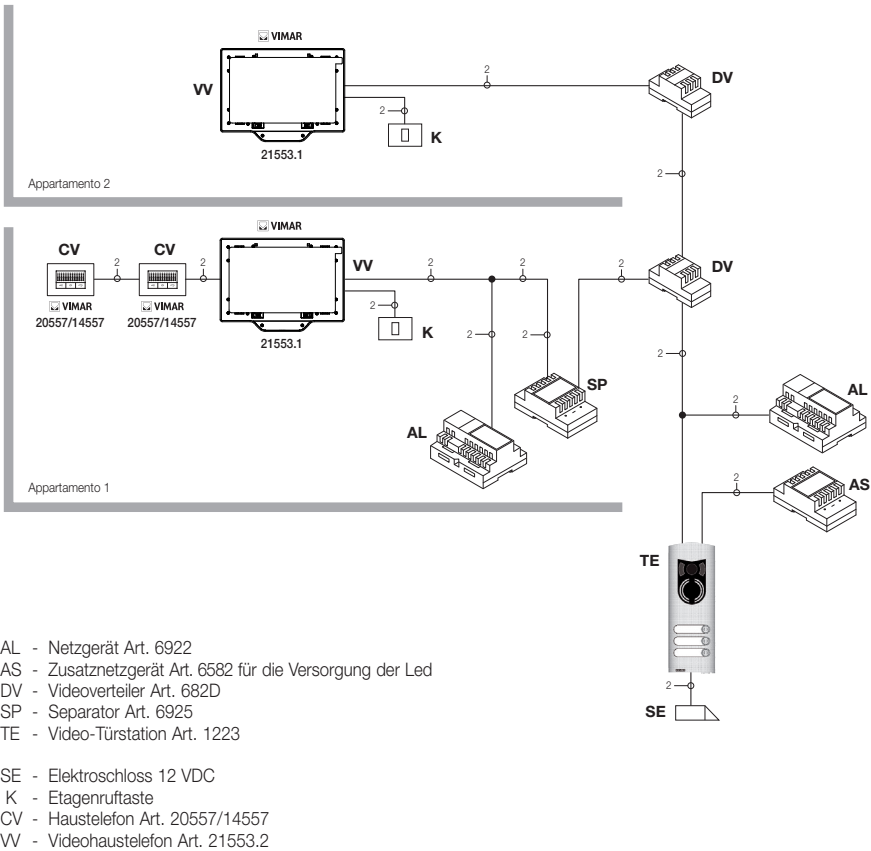 VIMAR
VV
2
DV
2
K
21553.1
2
Appartamento 2
VIMAR
CV
2
CV
2
VV
2
2
2
DV
VIMAR
VIMAR
2
K
20557/14557
20557/14557
21553.1
2
2
2
SP
AL
2
AL
2
AS
Appartamento 1
TE
2
SE
AL - Netzgerät Art. 6922
AS - Zusatznetzgerät Art. 6582 für die Versorgung der Led
DV - Videoverteiler Art. 682D
SP - Separator Art. 6925
TE - Video-Türstation Art. 1223
SE - Elektroschloss 12 VDC
K - Etagenruftaste
CV - Haustelefon Art. 20557/14557
VV - Videohaustelefon Art. 21553.2